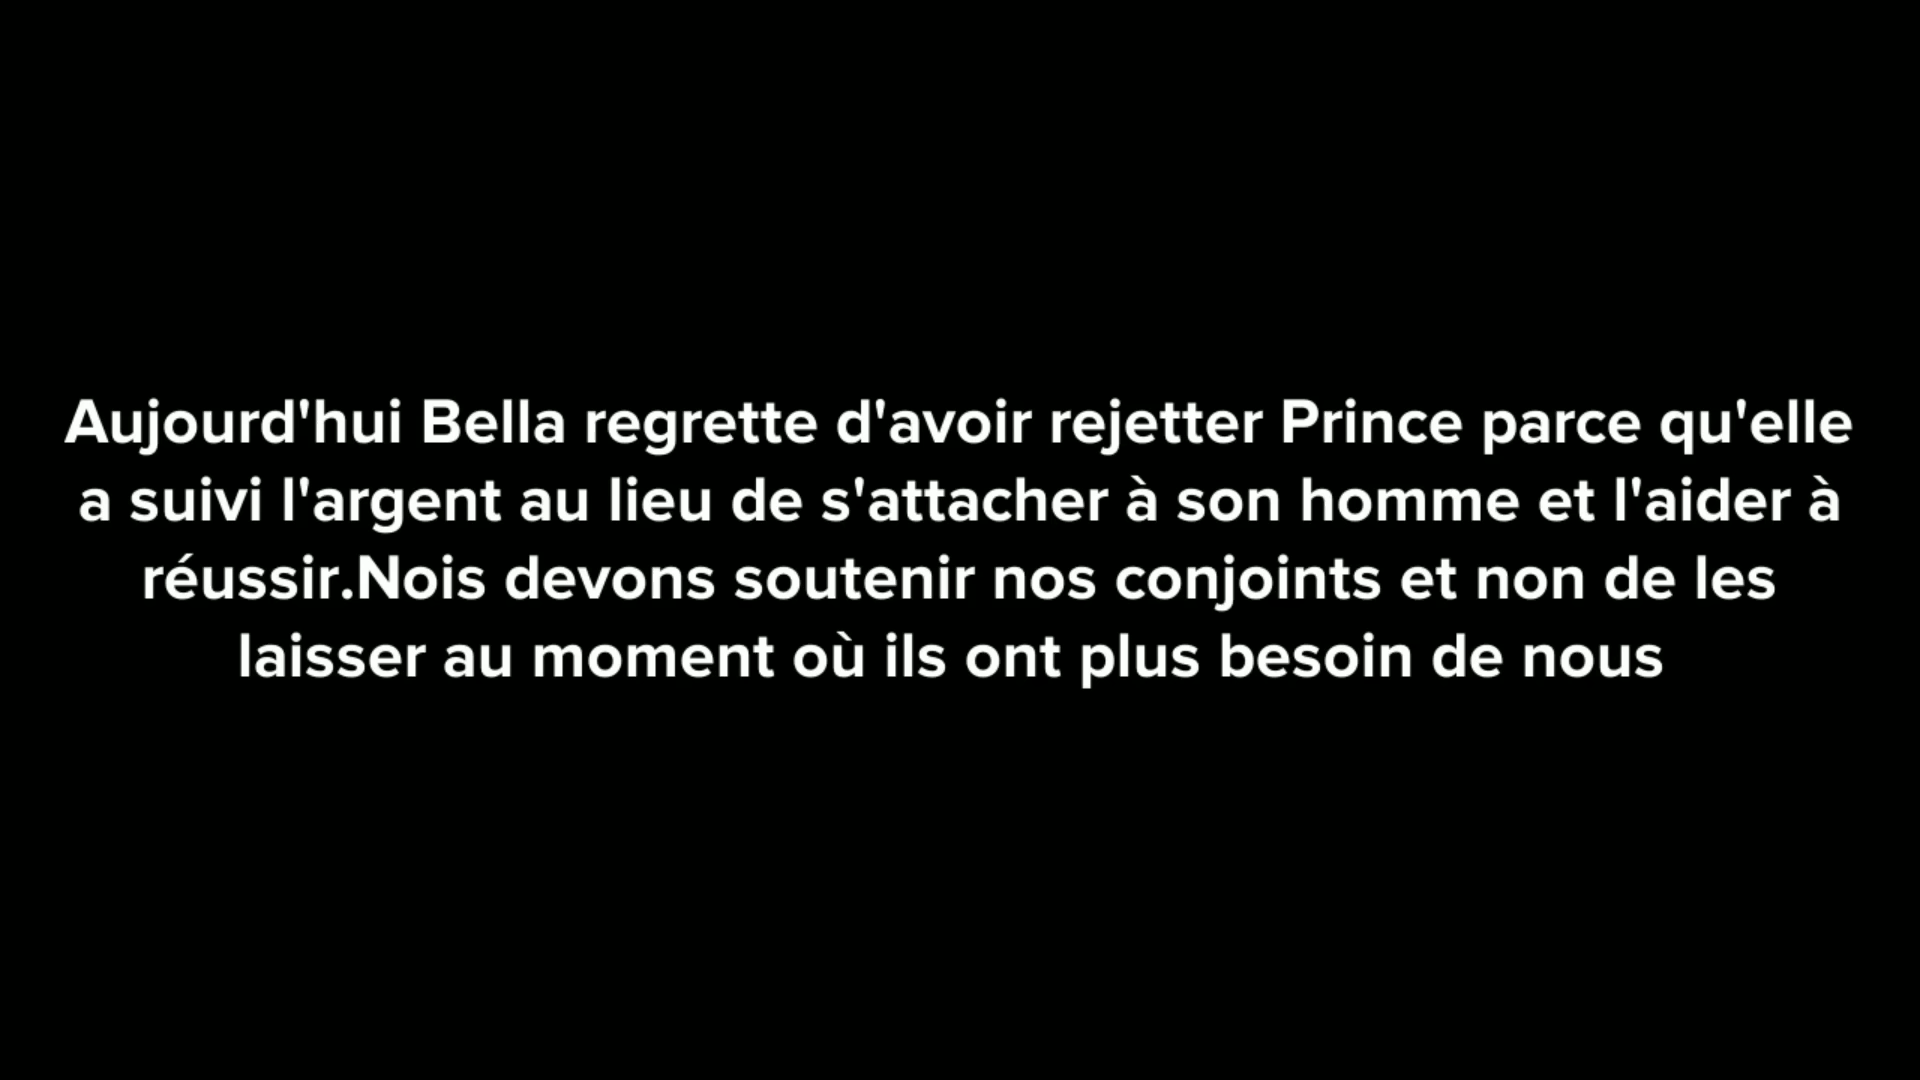 Aujourd'hui Bella regrette d'avoir rejetter Prince parce qu'elle
a suivi l'argent au lieu de s'attacher à son homme et l'aider à
réussir.Nois devons soutenir nos conjoints et non de les
laisser au moment où ils ont plus besoin de nous